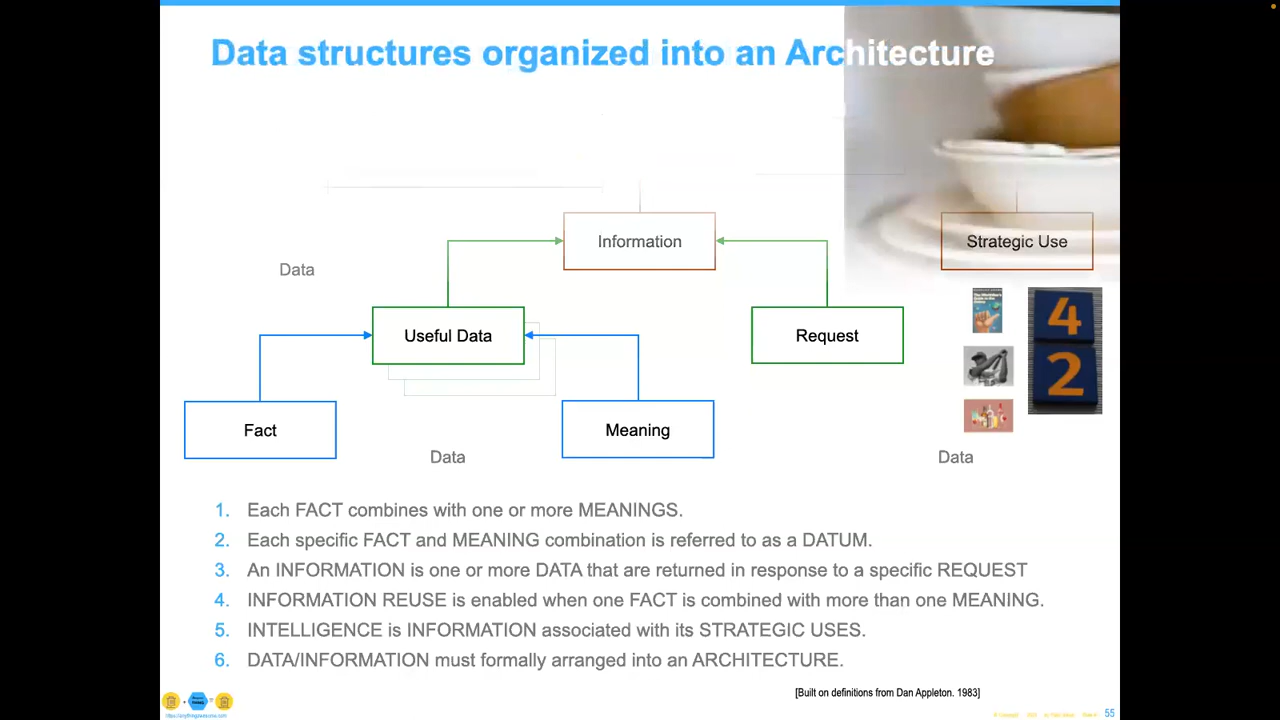 Data structures organized into an Architecture
Information
Strategic Use
Data
Useful Data
Request
4
2
Fact
Meaning
Data
Data
1. Each FACT combines with one or more MEANINGS.
2. Each specific FACT and MEANING combination is referred to as a DATUM.
3. An INFORMATION is one or more DATA that are returned in response to a specific REQUEST
4. INFORMATION REUSE is enabled when one FACT is combined with more than one MEANING.
5. INTELLIGENCE is INFORMATION associated with its STRATEGIC USES.
6. DATA/INFORMATION must formally arranged into an ARCHITECTURE.
[Built on definitions from Dan Appleton. 1983]
https://anythingawesome.com
55